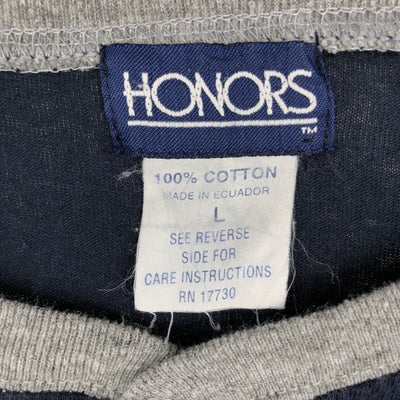 HONORS
TM
100% COTTON
MADE IN ECUADOR
L
SEE REVERSE
SIDE FOR
CARE INSTRUCTIONS
RN 17730